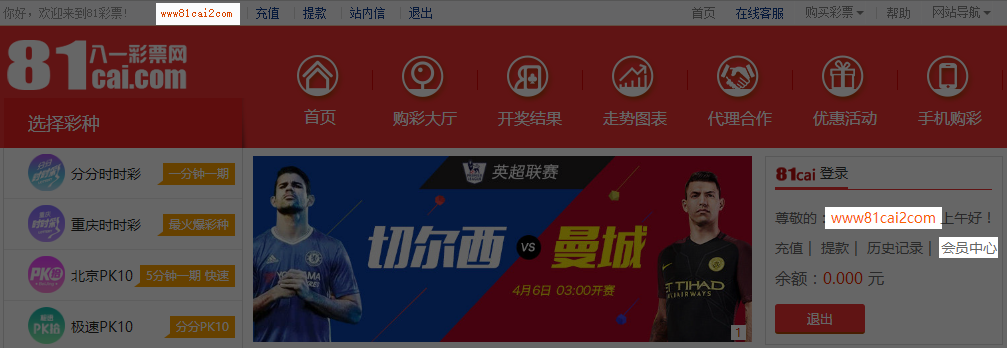 你好，欢迎来到81彩票! www81cai2com 充值 提款 站内信 退出 首页 在线客服 购买彩票 帮助 网站导航
81 八一彩票网
cai.com
首页 购彩大厅 开奖结果 走势图表 代理合作 优惠活动 手机购彩
选择彩种
分分时时彩 一分钟一期
重庆时时彩 最火爆彩种
北京PK10 5分钟一期 快速
极速PK10 分分PK10
英超联赛
切尔西 VS 曼城
4月6日 03:00开赛
ETIHAD
1
81cai 登录
尊敬的：www81cai2com 上午好！
充值 | 提款 | 历史记录 | 会员中心
余额：0.000 元
退出